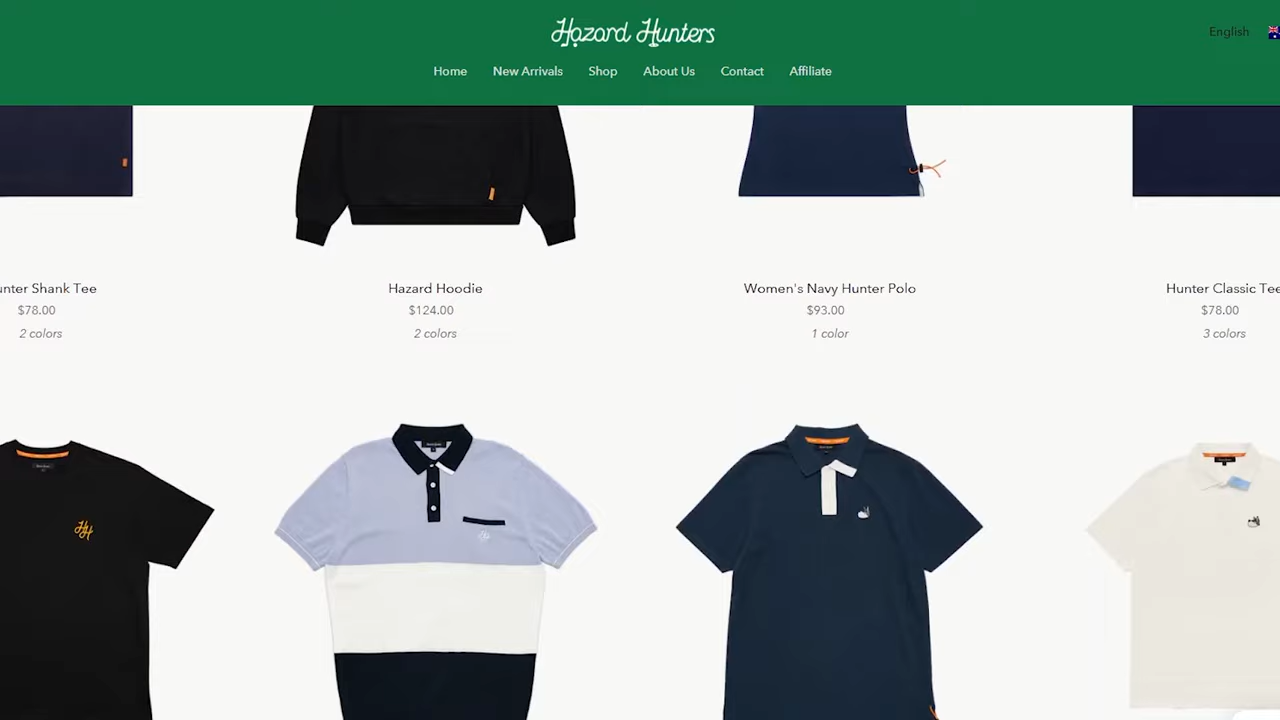 Hazard Hunters
English
Home New Arrivals Shop About Us Contact Affiliate
unter Shank Tee
$78.00
2 colors
Hazard Hoodie
$124.00
2 colors
Women's Navy Hunter Polo
$93.00
1 color
Hunter Classic Tee
$78.00
3 colors
HH